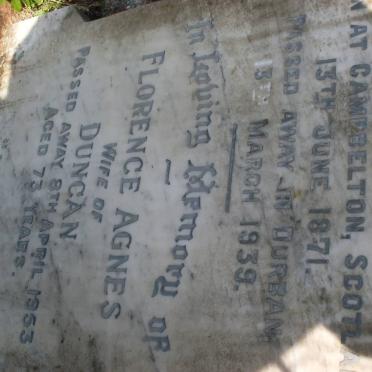 N AT CAMPBELTON, SCOTLA
13TH JUNE 1871.
PASSED AWAY IN DURBAN
13 MARCH 1939.
In Loving Memory of
FLORENCE AGNES
WIFE OF
DUNCAN
PASSED AWAY 8TH APRIL 1953
AGED 73 YEARS.